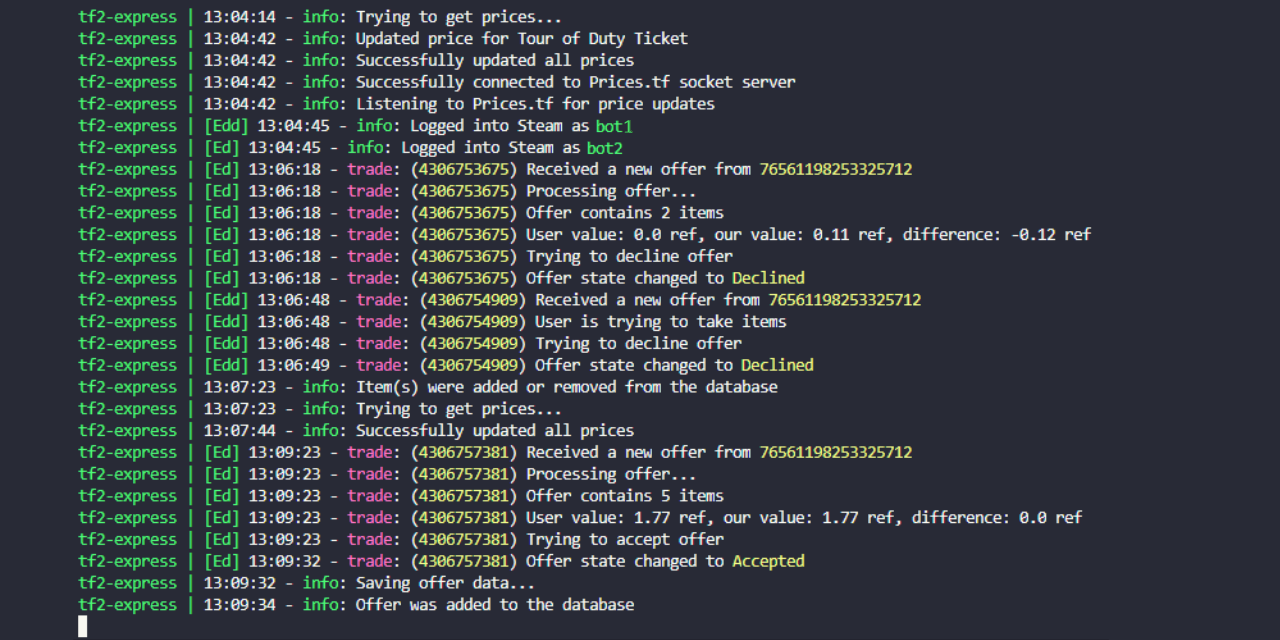 tf2-express | 13:04:14 - info: Trying to get prices...
tf2-express | 13:04:42 - info: Updated price for Tour of Duty Ticket
tf2-express | 13:04:42 - info: Successfully updated all prices
tf2-express | 13:04:42 - info: Successfully connected to Prices.tf socket server
tf2-express | 13:04:42 - info: Listening to Prices.tf for price updates
tf2-express | [Edd] 13:04:45 - info: Logged into Steam as bot1
tf2-express | [Ed] 13:04:45 - info: Logged into Steam as bot2
tf2-express | [Ed] 13:06:18 - trade: (4306753675) Received a new offer from 76561198253325712
tf2-express | [Ed] 13:06:18 - trade: (4306753675) Processing offer...
tf2-express | [Ed] 13:06:18 - trade: (4306753675) Offer contains 2 items
tf2-express | [Ed] 13:06:18 - trade: (4306753675) User value: 0.0 ref, our value: 0.11 ref, difference: -0.12 ref
tf2-express | [Ed] 13:06:18 - trade: (4306753675) Trying to decline offer
tf2-express | [Ed] 13:06:18 - trade: (4306753675) Offer state changed to Declined
tf2-express | [Edd] 13:06:48 - trade: (4306754909) Received a new offer from 76561198253325712
tf2-express | [Edd] 13:06:48 - trade: (4306754909) User is trying to take items
tf2-express | [Edd] 13:06:48 - trade: (4306754909) Trying to decline offer
tf2-express | [Edd] 13:06:49 - trade: (4306754909) Offer state changed to Declined
tf2-express | 13:07:23 - info: Item(s) were added or removed from the database
tf2-express | 13:07:23 - info: Trying to get prices...
tf2-express | 13:07:44 - info: Successfully updated all prices
tf2-express | [Ed] 13:09:23 - trade: (4306757381) Received a new offer from 76561198253325712
tf2-express | [Ed] 13:09:23 - trade: (4306757381) Processing offer...
tf2-express | [Ed] 13:09:23 - trade: (4306757381) Offer contains 5 items
tf2-express | [Ed] 13:09:23 - trade: (4306757381) User value: 1.77 ref, our value: 1.77 ref, difference: 0.0 ref
tf2-express | [Ed] 13:09:23 - trade: (4306757381) Trying to accept offer
tf2-express | [Ed] 13:09:32 - trade: (4306757381) Offer state changed to Accepted
tf2-express | 13:09:32 - info: Saving offer data...
tf2-express | 13:09:34 - info: Offer was added to the database